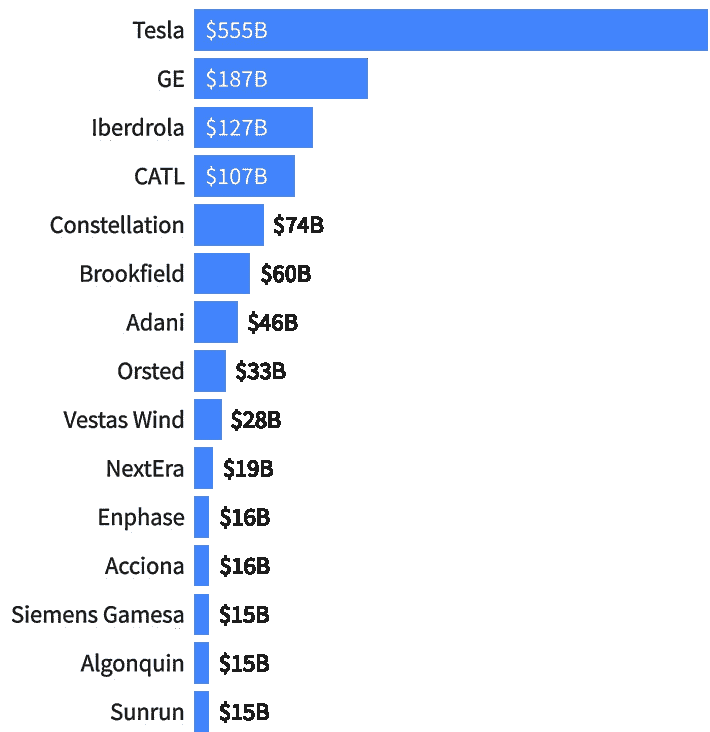 Tesla $555B
GE $187B
Iberdrola $127B
CATL $107B
Constellation $74B
Brookfield $60B
Adani $46B
Orsted $33B
Vestas Wind $28B
NextEra $19B
Enphase $16B
Acciona $16B
Siemens Gamesa $15B
Algonquin $15B
Sunrun $15B